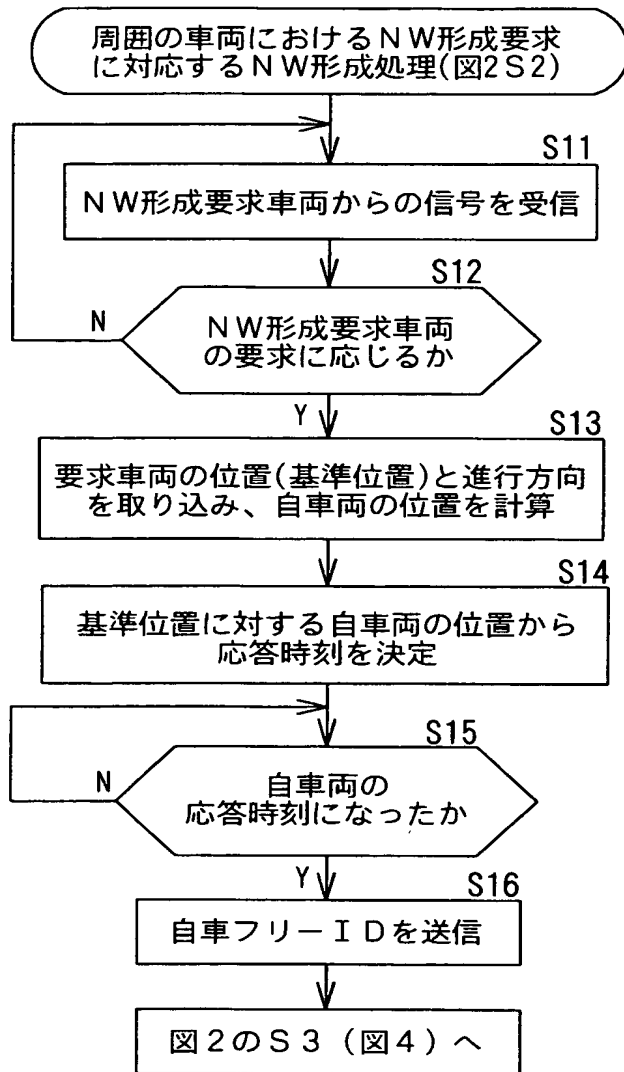 周囲の車両におけるNW形成要求
に対応するNW形成処理(図2S2)
S11
NW形成要求車両からの信号を受信
S12
N
NW形成要求車両
の要求に応じるか
Y
S13
要求車両の位置(基準位置)と進行方向
を取り込み、自車両の位置を計算
S14
基準位置に対する自車両の位置から
応答時刻を決定
S15
N
自車両の
応答時刻になったか
Y
S16
自車フリーIDを送信
図2のS3(図4)へ